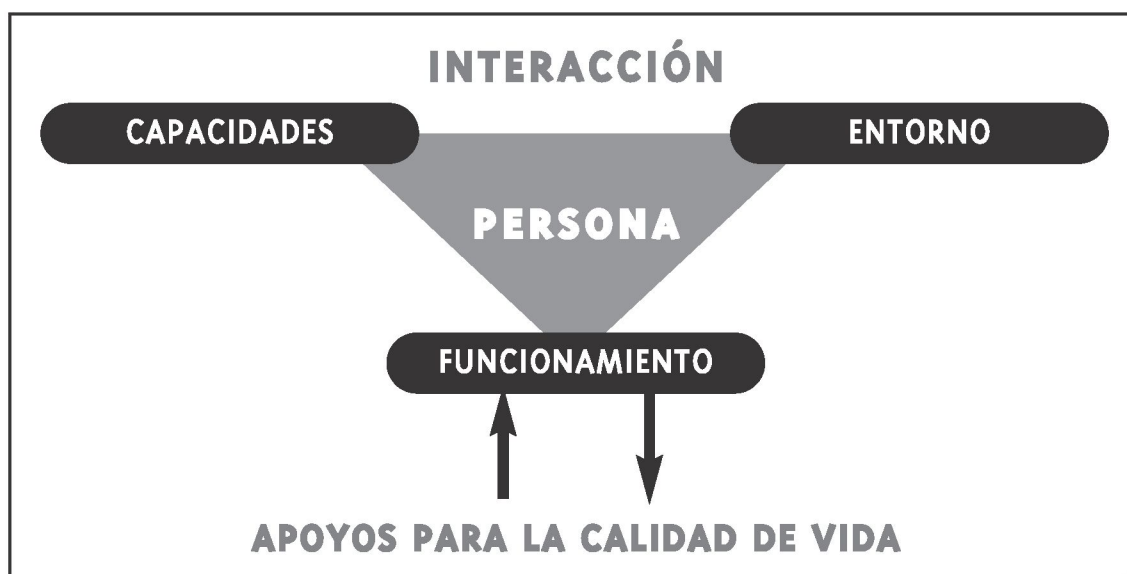 INTERACCIÓN
CAPACIDADES
ENTORNO
PERSONA
FUNCIONAMIENTO
APOYOS PARA LA CALIDAD DE VIDA